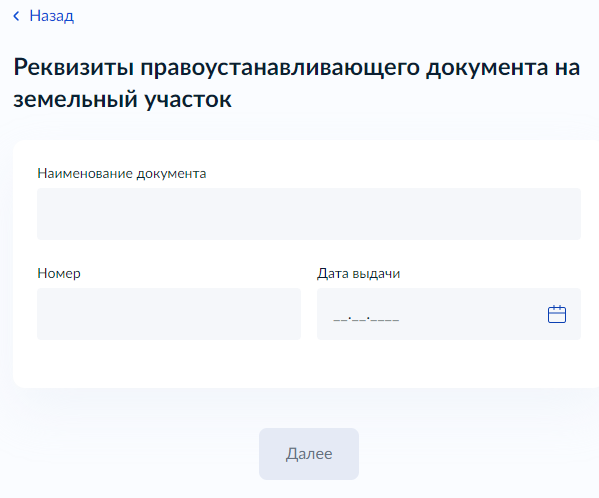 Назад
Реквизиты правоустанавливающего документа на
земельный участок
Наименование документа
Номер
Дата выдачи
__.__.____
Далее